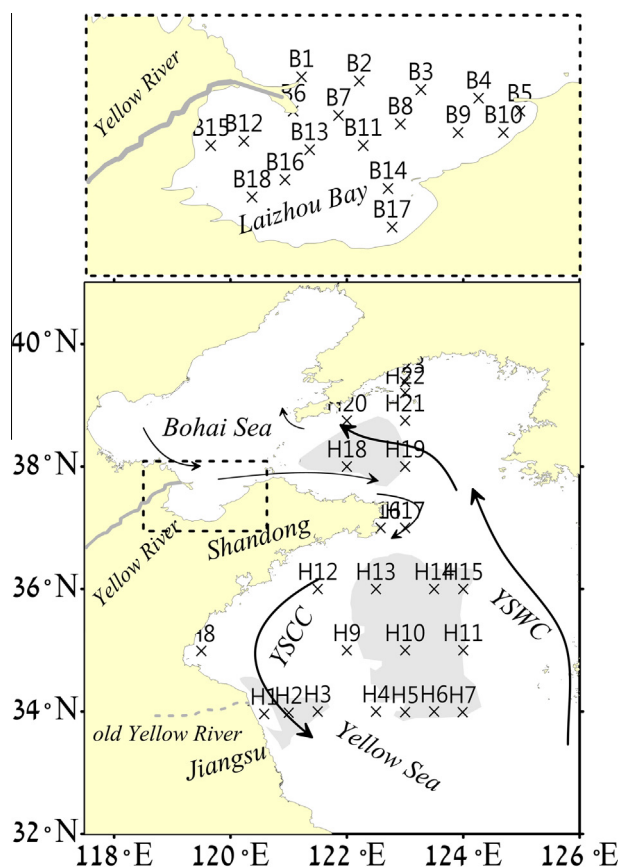 B1
B2
B3
B4
B5
B6
B7
B8
B9
B10
B15
B12
B13
B11
B16
B18
B14
B17
Yellow River
Laizhou Bay
40°N
38°N
36°N
34°N
32°N
118°E
120°E
122°E
124°E
126°E
H22
H20
H21
Bohai Sea
H18
H19
H17
Shandong
Yellow River
H12
H13
H14
H15
YSCC
YSWC
H8
H9
H10
H11
H1
H2
H3
H4
H5
H6
H7
old Yellow River
Jiangsu
Yellow Sea